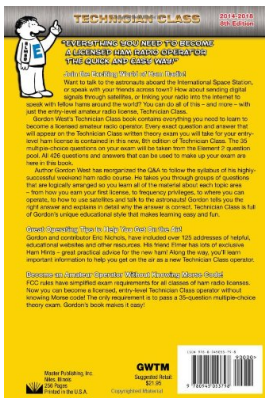 TECHNICIAN CLASS
2014-2018
8th Edition
"EVERYTHING YOU NEED TO BECOME
A LICENSED HAM RADIO OPERATOR
THE QUICK AND EASY WAY!"
Join the Exciting World of Ham Radio!
Want to talk to the astronauts aboard the International Space Station,
or speak with your friends across town? How about sending digital
signals through satellites, or linking your radio into the internet to
speak with fellow hams around the world? You can do all of this – and more – with
just the entry-level amateur radio license, Technician Class.
Gordon West's Technician Class book contains everything you need to learn to
become a licensed amateur radio operator. Every exact question and answer that
will appear on the Technician Class written theory exam you will take for your entry-
level ham license is contained in this new, 8th edition of Technician Class. The 35
multiple-choice questions on your exam will be taken from the Element 2 question
pool. All 426 questions and answers that can be used to make up your exam are
here in this book.
Author Gordon West has reorganized the Q&A to follow the syllabus of his highly-
successful weekend ham radio course. He takes you through groups of questions
that are logically arranged so you learn all of the material about each topic area
– from how you earn your first license, to frequency privileges, to where you can
operate, to how to use satellites and talk to the astronauts! Gordon tells you the
right answer and explains in detail why the answer is correct. Technician Class is full
of Gordon's unique educational style that makes learning easy and fun.
Great Operating Tips to Help You Get On the Air!
Gordon and contributor Eric Nichols, have included over 125 addresses of helpful,
educational websites and other resources. His friend Elmer has lots of exclusive
Ham Hints – great practical advice for the new ham! Along the way, you'll learn
important information to help you get on the air as a new Technician Class operator.
Become an Amateur Operator Without Knowing Morse Code!
FCC rules have simplified exam requirements for all classes of ham radio licenses.
Now you can become a licensed, entry-level Technician Class operator without
knowing Morse code! The only requirement is to pass a 35-question multiple-choice
theory exam. Gordon's book makes it easy!
Master Publishing, Inc.
Niles, Illinois
256 Pages
Printed in the U.S.A.
GWTM
Suggested Retail
$21.95
Copyrighted Material